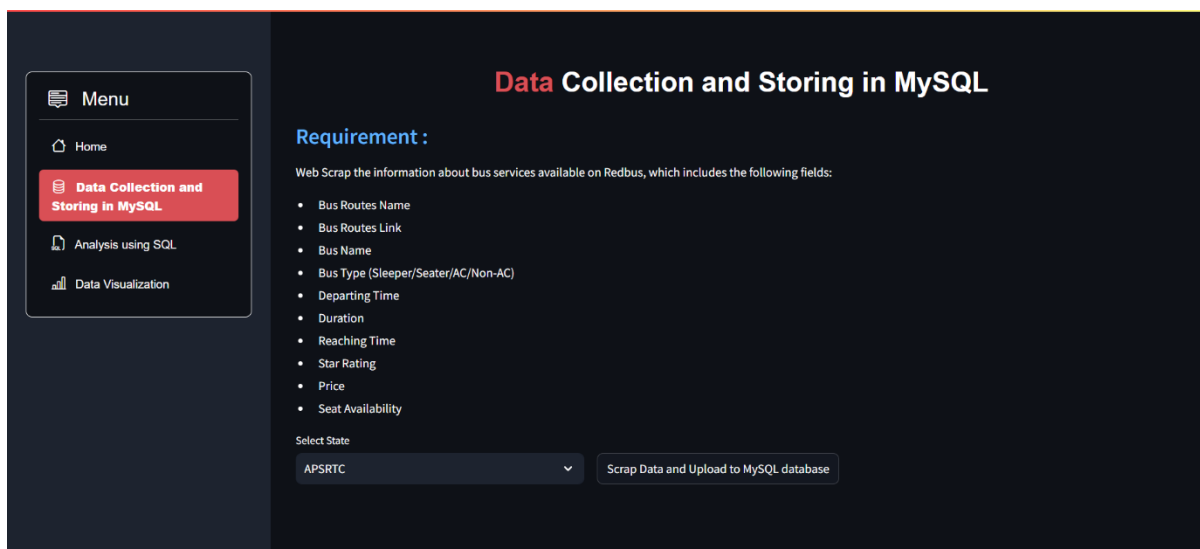 Menu
Home
Data Collection and
Storing in MySQL
Analysis using SQL
Data Visualization
Data Collection and Storing in MySQL
Requirement :
Web Scrap the information about bus services available on Redbus, which includes the following fields:
• Bus Routes Name
• Bus Routes Link
• Bus Name
• Bus Type (Sleeper/Seater/AC/Non-AC)
• Departing Time
• Duration
• Reaching Time
• Star Rating
• Price
• Seat Availability
Select State
APSRTC
Scrap Data and Upload to MySQL database